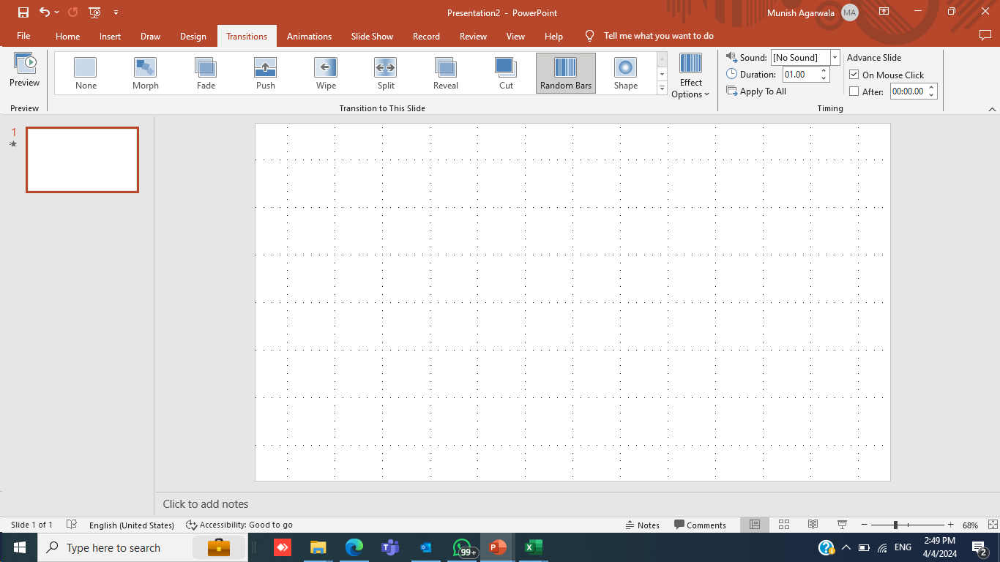 Presentation2 - PowerPoint
Munish Agarwala
MA
File Home Insert Draw Design Transitions Animations Slide Show Record Review View Help Tell me what you want to do
Preview
None
Morph
Fade
Push
Wipe
Split
Reveal
Cut
Random Bars
Shape
Effect
Options
Sound: [No Sound]
Duration: 01.00
Apply To All
Advance Slide
On Mouse Click
After: 00:00.00
Preview
Transition to This Slide
Timing
1
Click to add notes
Slide 1 of 1
English (United States)
Accessibility: Good to go
Notes
Comments
68%
Type here to search
99+
ENG
2:49 PM
4/4/2024
2